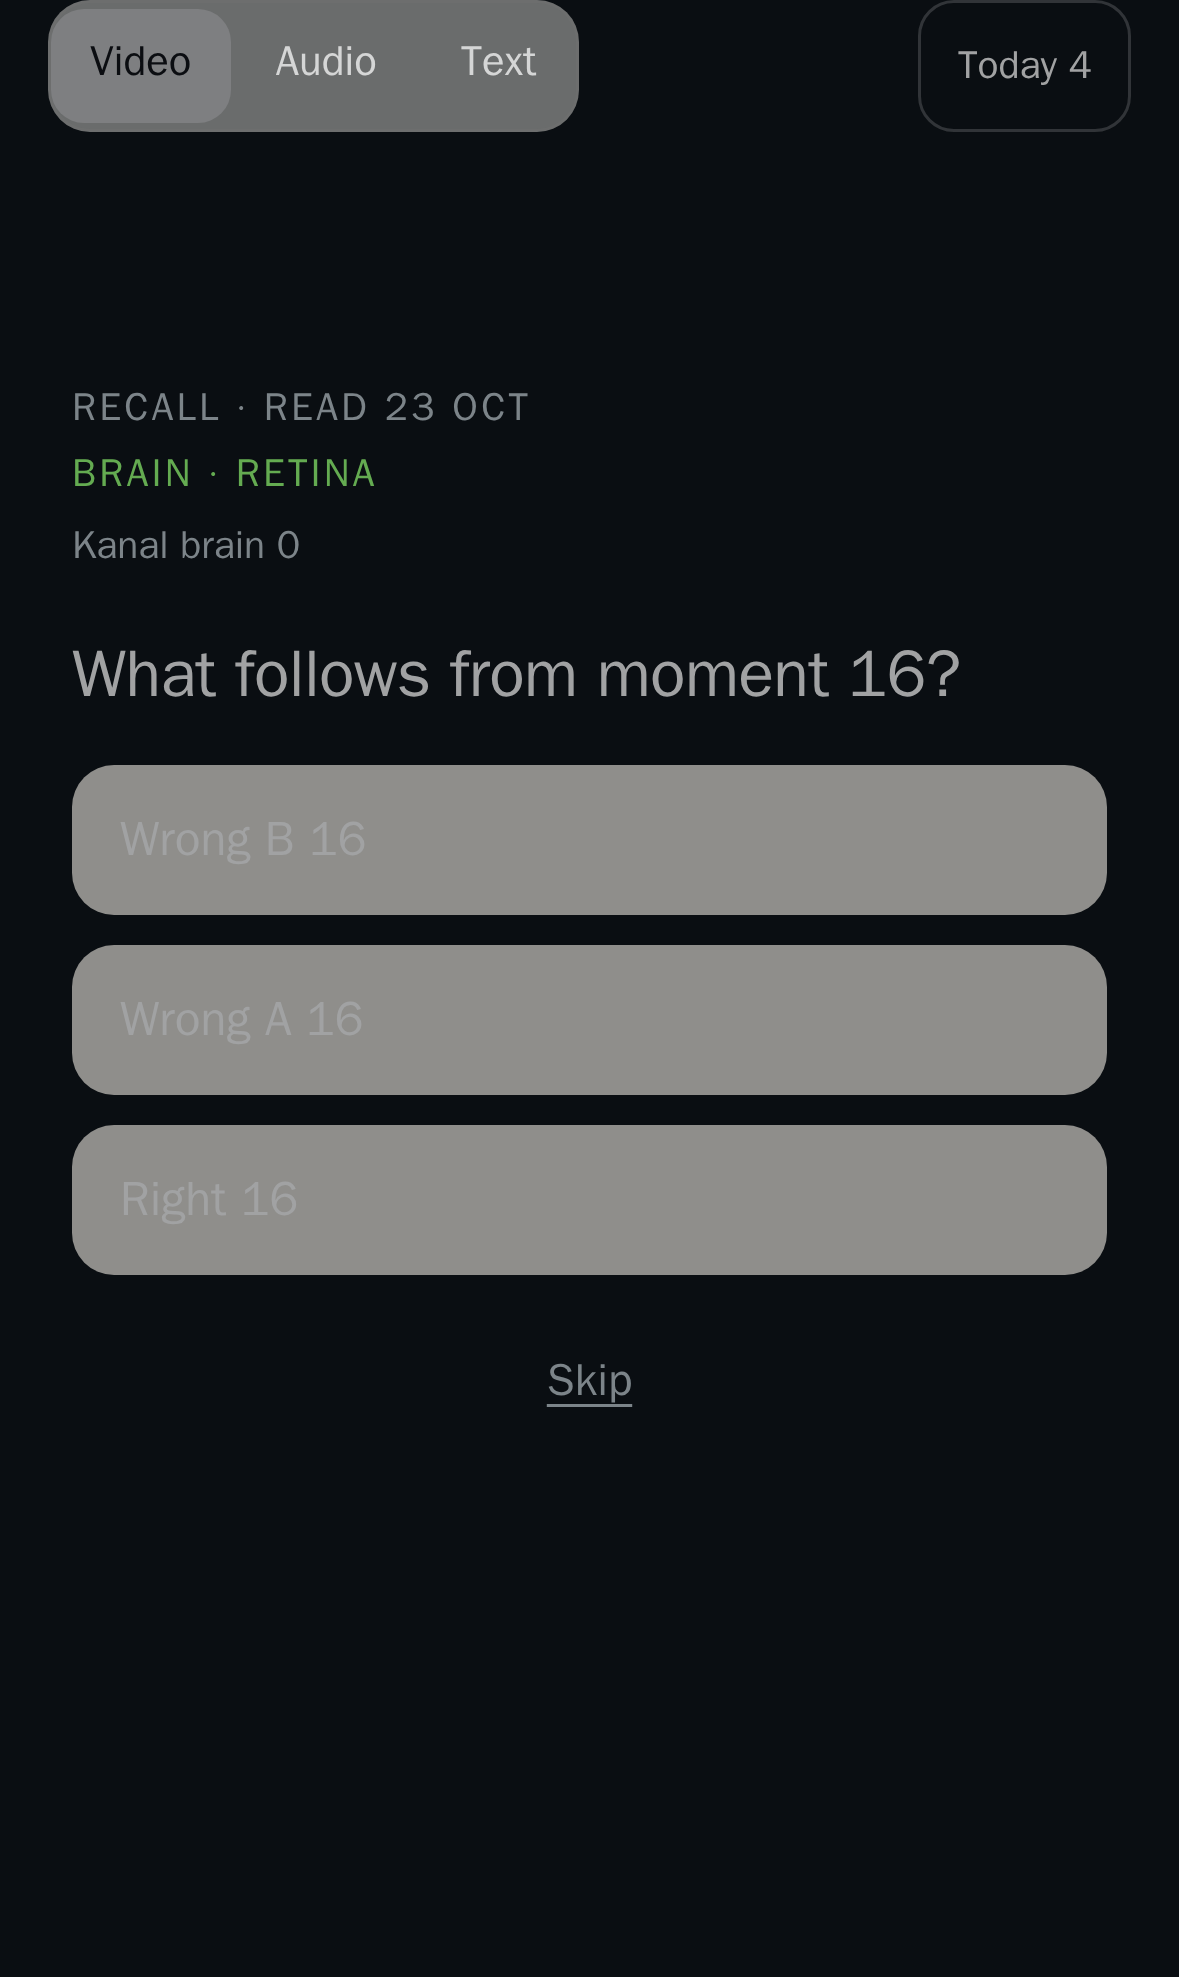 Video Audio Text Today 4
RECALL · READ 23 OCT
BRAIN · RETINA
Kanal brain 0
What follows from moment 16?
Wrong B 16
Wrong A 16
Right 16
Skip